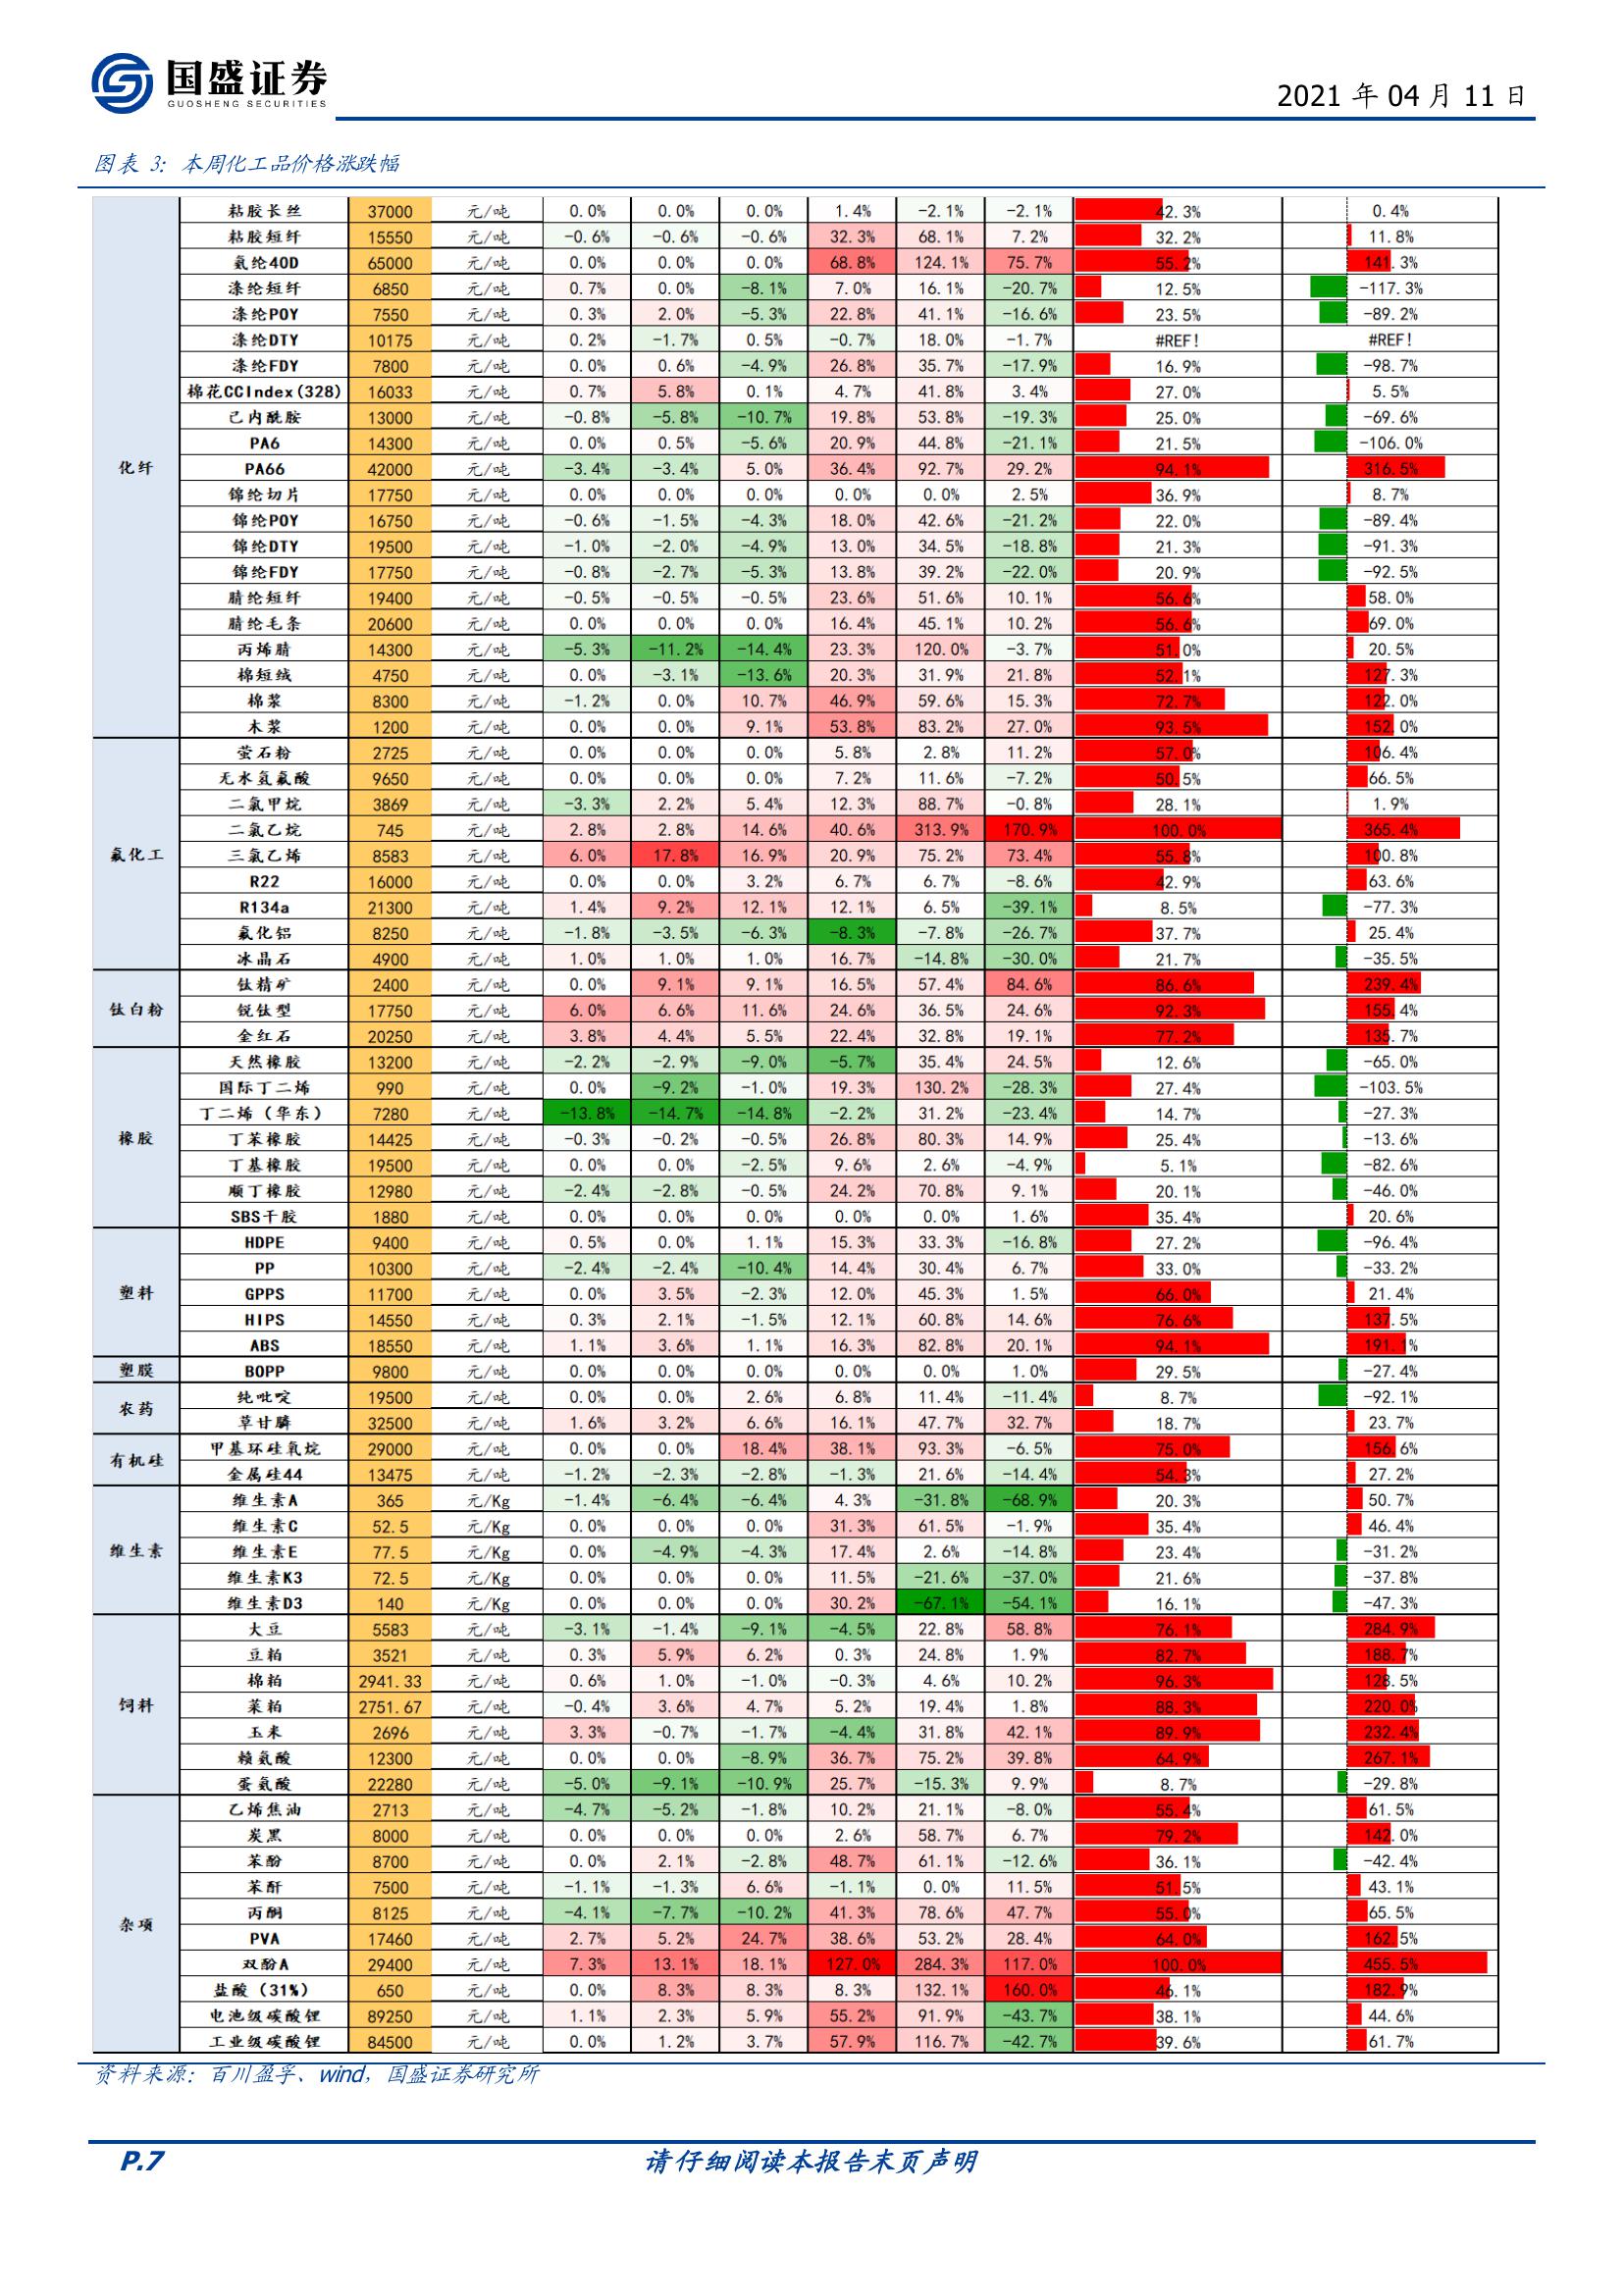 国盛证券
GUOSHENG SECURITIES
2021 年 04 月 11 日
图表 3: 本周化工品价格涨跌幅
化纤
粘胶长丝 37000 元/吨 0.0% 0.0% 0.0% 1.4% -2.1% -2.1% 42.3% 0.4%
粘胶短纤 15550 元/吨 -0.6% -0.6% -0.6% 32.3% 68.1% 7.2% 32.2% 11.8%
氨纶40D 65000 元/吨 0.0% 0.0% 0.0% 68.8% 124.1% 75.7% 55.2% 141.3%
涤纶短纤 6850 元/吨 0.7% 0.0% -8.1% 7.0% 16.1% -20.7% 12.5% -117.3%
涤纶POY 7550 元/吨 0.3% 2.0% -5.3% 22.8% 41.1% -16.6% 23.5% -89.2%
涤纶DTY 10175 元/吨 0.2% -1.7% 0.5% -0.7% 18.0% -1.7% #REF! #REF!
涤纶FDY 7800 元/吨 0.0% 0.6% -4.9% 26.8% 35.7% -17.9% 16.9% -98.7%
棉花CCIndex(328) 16033 元/吨 0.7% 5.8% 0.1% 4.7% 41.8% 3.4% 27.0% 5.5%
己内酰胺 13000 元/吨 -0.8% -5.8% -10.7% 19.8% 53.8% -19.3% 25.0% -69.6%
PA6 14300 元/吨 0.0% 0.5% -5.6% 20.9% 44.8% -21.1% 21.5% -106.0%
PA66 42000 元/吨 -3.4% -3.4% 5.0% 36.4% 92.7% 29.2% 94.1% 316.5%
锦纶切片 17750 元/吨 0.0% 0.0% 0.0% 0.0% 0.0% 2.5% 36.9% 8.7%
锦纶POY 16750 元/吨 -0.6% -1.5% -4.3% 18.0% 42.6% -21.2% 22.0% -89.4%
锦纶DTY 19500 元/吨 -1.0% -2.0% -4.9% 13.0% 34.5% -18.8% 21.3% -91.3%
锦纶FDY 17750 元/吨 -0.8% -2.7% -5.3% 13.8% 39.2% -22.0% 20.9% -92.5%
腈纶短纤 19400 元/吨 -0.5% -0.5% -0.5% 23.6% 51.6% 10.1% 56.6% 58.0%
腈纶毛条 20600 元/吨 0.0% 0.0% 0.0% 16.4% 45.1% 10.2% 56.6% 69.0%
丙烯腈 14300 元/吨 -5.3% -11.2% -14.4% 23.3% 120.0% -3.7% 51.0% 20.5%
棉短绒 4750 元/吨 0.0% -3.1% -13.6% 20.3% 31.9% 21.8% 52.1% 127.3%
棉浆 8300 元/吨 -1.2% 0.0% 10.7% 46.9% 59.6% 15.3% 72.7% 122.0%
木浆 1200 元/吨 0.0% 0.0% 9.1% 53.8% 83.2% 27.0% 93.5% 152.0%
氟化工
萤石粉 2725 元/吨 0.0% 0.0% 0.0% 5.8% 2.8% 11.2% 57.0% 106.4%
无水氢氟酸 9650 元/吨 0.0% 0.0% 0.0% 7.2% 11.6% -7.2% 50.5% 66.5%
二氯甲烷 3869 元/吨 -3.3% 2.2% 5.4% 12.3% 88.7% -0.8% 28.1% 1.9%
二氯乙烷 745 元/吨 2.8% 2.8% 14.6% 40.6% 313.9% 170.9% 100.0% 365.4%
三氯乙烯 8583 元/吨 6.0% 17.8% 16.9% 20.9% 75.2% 73.4% 55.8% 100.8%
R22 16000 元/吨 0.0% 0.0% 3.2% 6.7% 6.7% -8.6% 42.9% 63.6%
R134a 21300 元/吨 1.4% 9.2% 12.1% 12.1% 6.5% -39.1% 8.5% -77.3%
氟化铝 8250 元/吨 -1.8% -3.5% -6.3% -8.3% -7.8% -26.7% 37.7% 25.4%
冰晶石 4900 元/吨 1.0% 1.0% 1.0% 16.7% -14.8% -30.0% 21.7% -35.5%
钛白粉
钛精矿 2400 元/吨 0.0% 9.1% 9.1% 16.5% 57.4% 84.6% 86.6% 239.4%
锐钛型 17750 元/吨 6.0% 6.6% 11.6% 24.6% 36.5% 24.6% 92.3% 155.4%
金红石 20250 元/吨 3.8% 4.4% 5.5% 22.4% 32.8% 19.1% 77.2% 135.7%
橡胶
天然橡胶 13200 元/吨 -2.2% -2.9% -9.0% -5.7% 35.4% 24.5% 12.6% -65.0%
国际丁二烯 990 元/吨 0.0% -9.2% -1.0% 19.3% 130.2% -28.3% 27.4% -103.5%
丁二烯（华东） 7280 元/吨 -13.8% -14.7% -14.8% -2.2% 31.2% -23.4% 14.7% -27.3%
丁苯橡胶 14425 元/吨 -0.3% -0.2% -0.5% 26.8% 80.3% 14.9% 25.4% -13.6%
丁基橡胶 19500 元/吨 0.0% 0.0% -2.5% 9.6% 2.6% -4.9% 5.1% -82.6%
顺丁橡胶 12980 元/吨 -2.4% -2.8% -0.5% 24.2% 70.8% 9.1% 20.1% -46.0%
SBS干胶 1880 元/吨 0.0% 0.0% 0.0% 0.0% 0.0% 1.6% 35.4% 20.6%
塑料
HDPE 9400 元/吨 0.5% 0.0% 1.1% 15.3% 33.3% -16.8% 27.2% -96.4%
PP 10300 元/吨 -2.4% -2.4% -10.4% 14.4% 30.4% 6.7% 33.0% -33.2%
GPPS 11700 元/吨 0.0% 3.5% -2.3% 12.0% 45.3% 1.5% 66.0% 21.4%
HIPS 14550 元/吨 0.3% 2.1% -1.5% 12.1% 60.8% 14.6% 76.6% 137.5%
ABS 18550 元/吨 1.1% 3.6% 1.1% 16.3% 82.8% 20.1% 94.1% 191.1%
塑膜
BOPP 9800 元/吨 0.0% 0.0% 0.0% 0.0% 0.0% 1.0% 29.5% -27.4%
农药
纯吡啶 19500 元/吨 0.0% 0.0% 2.6% 6.8% 11.4% -11.4% 8.7% -92.1%
草甘膦 32500 元/吨 1.6% 3.2% 6.6% 16.1% 47.7% 32.7% 18.7% 23.7%
有机硅
甲基环硅氧烷 29000 元/吨 0.0% 0.0% 18.4% 38.1% 93.3% -6.5% 75.0% 156.6%
金属硅44 13475 元/吨 -1.2% -2.3% -2.8% -1.3% 21.6% -14.4% 54.3% 27.2%
维生素
维生素A 365 元/Kg -1.4% -6.4% -6.4% 4.3% -31.8% -68.9% 20.3% 50.7%
维生素C 52.5 元/Kg 0.0% 0.0% 0.0% 31.3% 61.5% -1.9% 35.4% 46.4%
维生素E 77.5 元/Kg 0.0% -4.9% -4.3% 17.4% 2.6% -14.8% 23.4% -31.2%
维生素K3 72.5 元/Kg 0.0% 0.0% 0.0% 11.5% -21.6% -37.0% 21.6% -37.8%
维生素D3 140 元/Kg 0.0% 0.0% 0.0% 30.2% -67.1% -54.1% 16.1% -47.3%
饲料
大豆 5583 元/吨 -3.1% -1.4% -9.1% -4.5% 22.8% 58.8% 76.1% 284.9%
豆粕 3521 元/吨 0.3% 5.9% 6.2% 0.3% 24.8% 1.9% 82.7% 188.7%
棉粕 2941.33 元/吨 0.6% 1.0% -1.0% -0.3% 4.6% 10.2% 96.3% 128.5%
菜粕 2751.67 元/吨 -0.4% 3.6% 4.7% 5.2% 19.4% 1.8% 88.3% 220.0%
玉米 2696 元/吨 3.3% -0.7% -1.7% -4.4% 31.8% 42.1% 89.9% 232.4%
赖氨酸 12300 元/吨 0.0% 0.0% -8.9% 36.7% 75.2% 39.8% 64.9% 267.1%
蛋氨酸 22280 元/吨 -5.0% -9.1% -10.9% 25.7% -15.3% 9.9% 8.7% -29.8%
杂项
乙烯焦油 2713 元/吨 -4.7% -5.2% -1.8% 10.2% 21.1% -8.0% 55.4% 61.5%
炭黑 8000 元/吨 0.0% 0.0% 0.0% 2.6% 58.7% 6.7% 79.2% 142.0%
苯酚 8700 元/吨 0.0% 2.1% -2.8% 48.7% 61.1% -12.6% 36.1% -42.4%
苯酐 7500 元/吨 -1.1% -1.3% 6.6% -1.1% 0.0% 11.5% 51.5% 43.1%
丙酮 8125 元/吨 -4.1% -7.7% -10.2% 41.3% 78.6% 47.7% 55.0% 65.5%
PVA 17460 元/吨 2.7% 5.2% 24.7% 38.6% 53.2% 28.4% 64.0% 162.5%
双酚A 29400 元/吨 7.3% 13.1% 18.1% 127.0% 284.3% 117.0% 100.0% 455.5%
盐酸（31%） 650 元/吨 0.0% 8.3% 8.3% 8.3% 132.1% 160.0% 46.1% 182.9%
电池级碳酸锂 89250 元/吨 1.1% 2.3% 5.9% 55.2% 91.9% -43.7% 38.1% 44.6%
工业级碳酸锂 84500 元/吨 0.0% 1.2% 3.7% 57.9% 116.7% -42.7% 39.6% 61.7%
资料来源：百川盈孚、wind，国盛证券研究所
P.7
请仔细阅读本报告末页声明